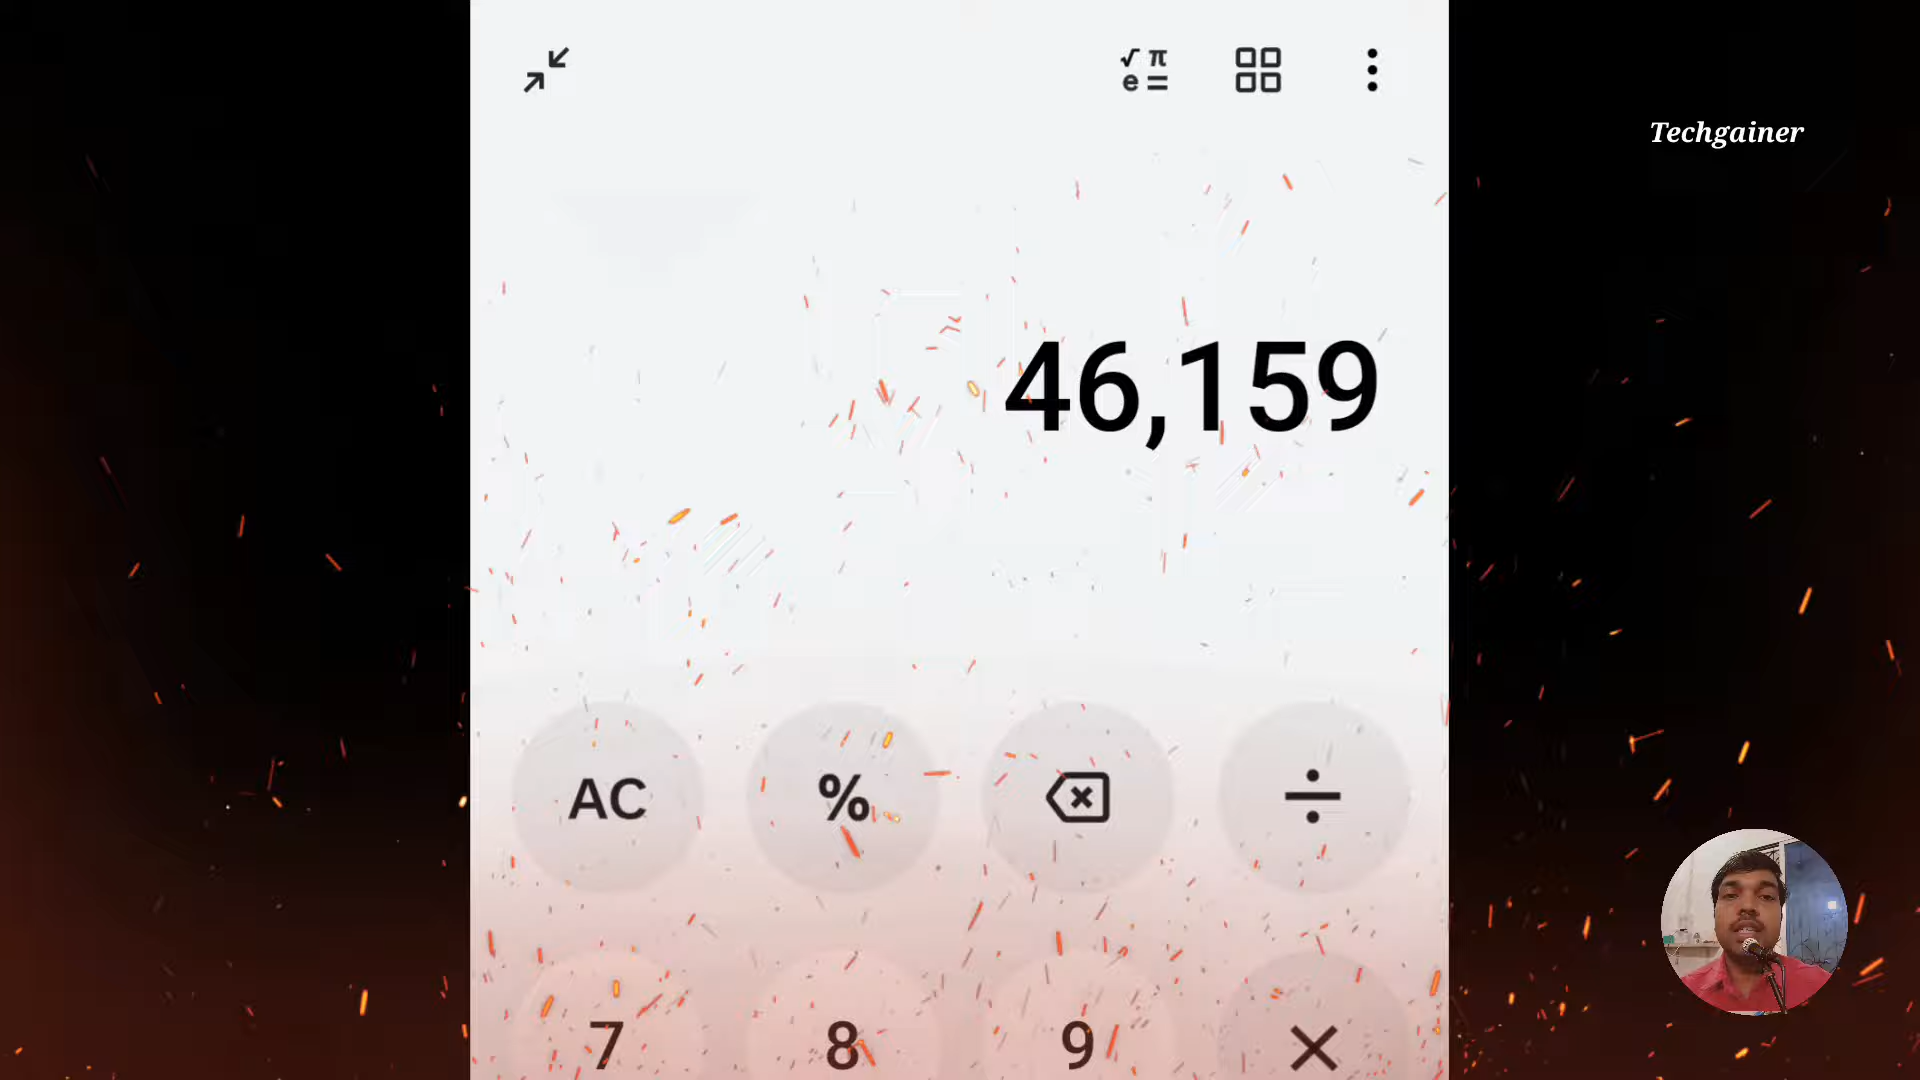 √ π
e =
Techgainer
46,159
AC % ÷
7 8 9 ×